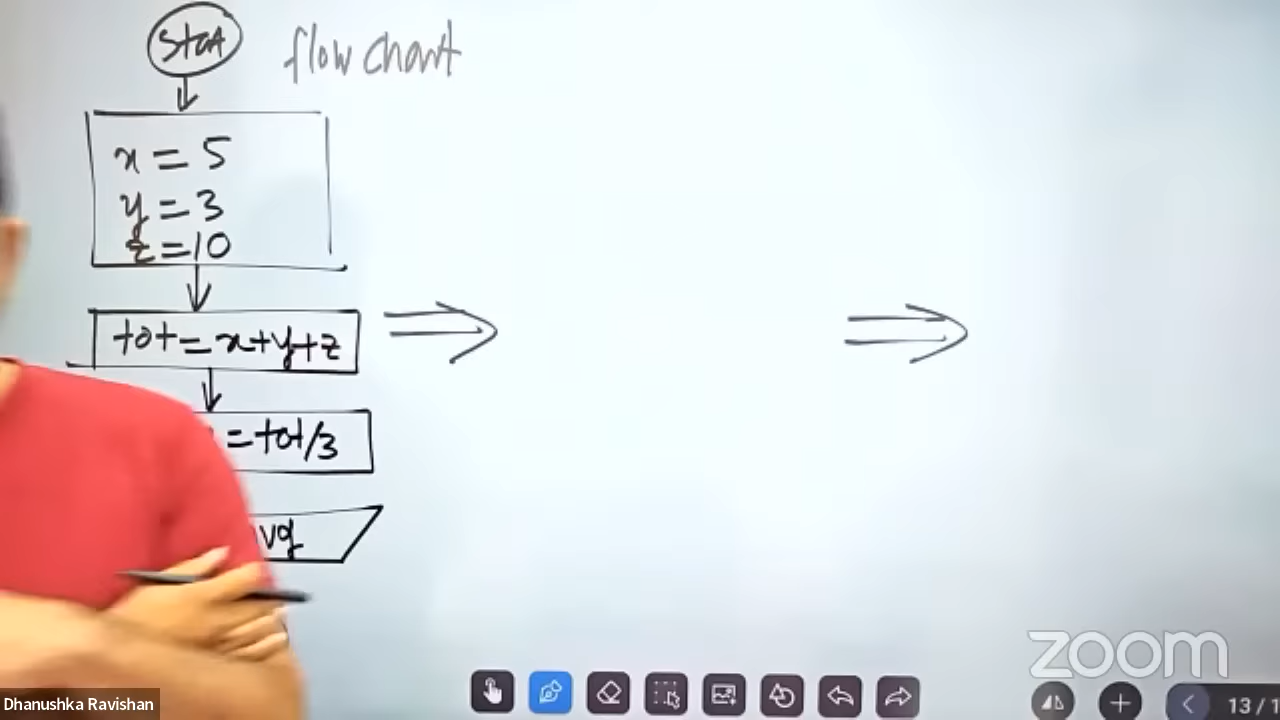 Start
flow chart
x = 5
y = 3
z = 10
tot = x+y+z
= tot/3
vg
zoom
Dhanushka Ravishan
13 / 1